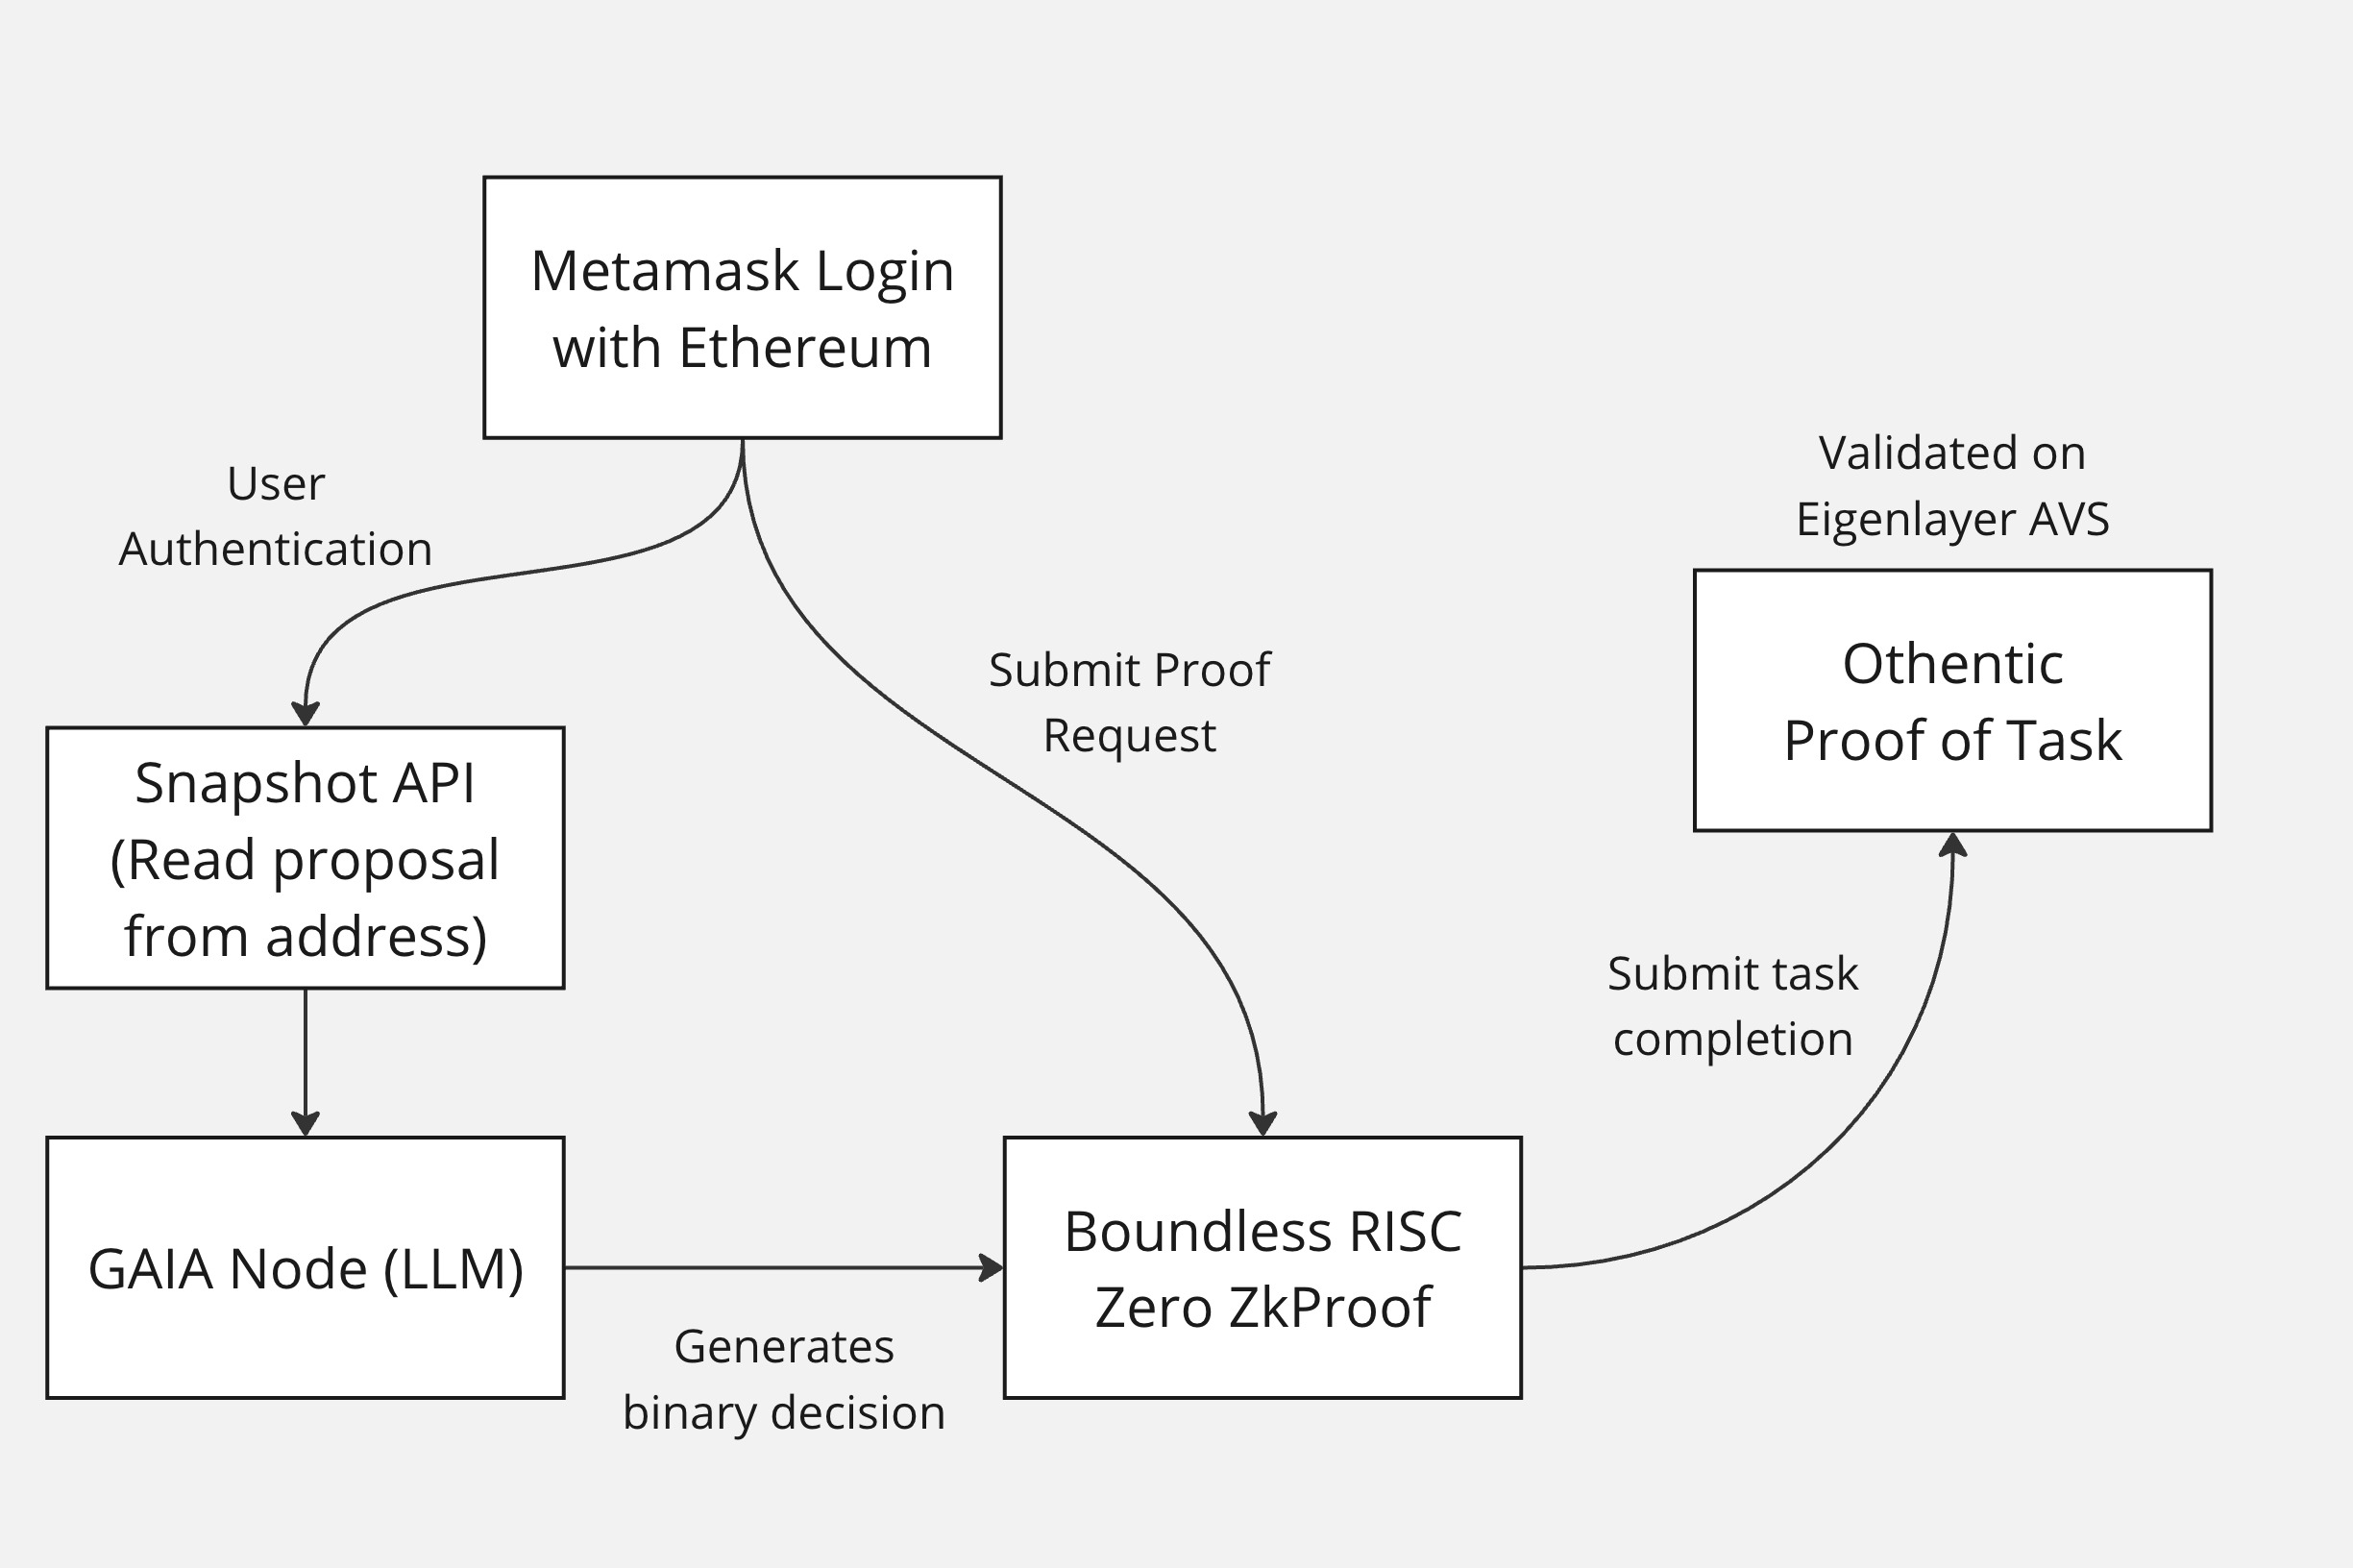 Metamask Login
with Ethereum
User
Authentication
Validated on
Eigenlayer AVS
Submit Proof
Request
Othentic
Proof of Task
Snapshot API
(Read proposal
from address)
Submit task
completion
GAIA Node (LLM)
Generates
binary decision
Boundless RISC
Zero ZkProof